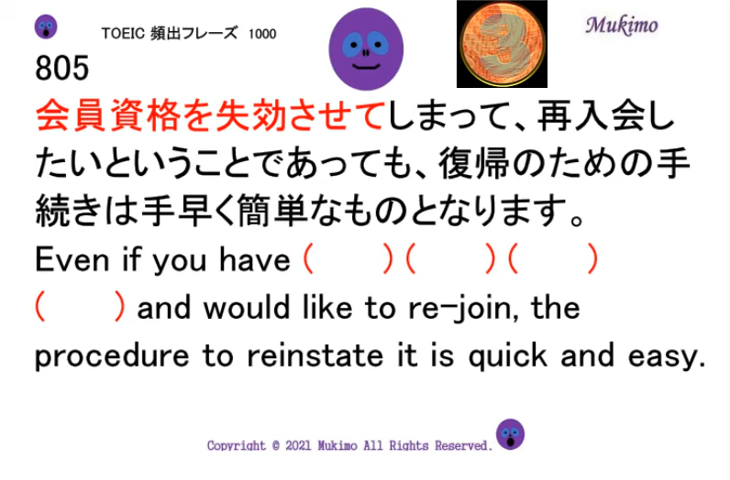 TOEIC 頻出フレーズ 1000
Mukimo
805
会員資格を失効させてしまって、再入会し
たいということであっても、復帰のための手
続きは手早く簡単なものとなります。
Even if you have (　　) (　　) (　　)
(　　) and would like to re-join, the
procedure to reinstate it is quick and easy.
Copyright © 2021 Mukimo All Rights Reserved.